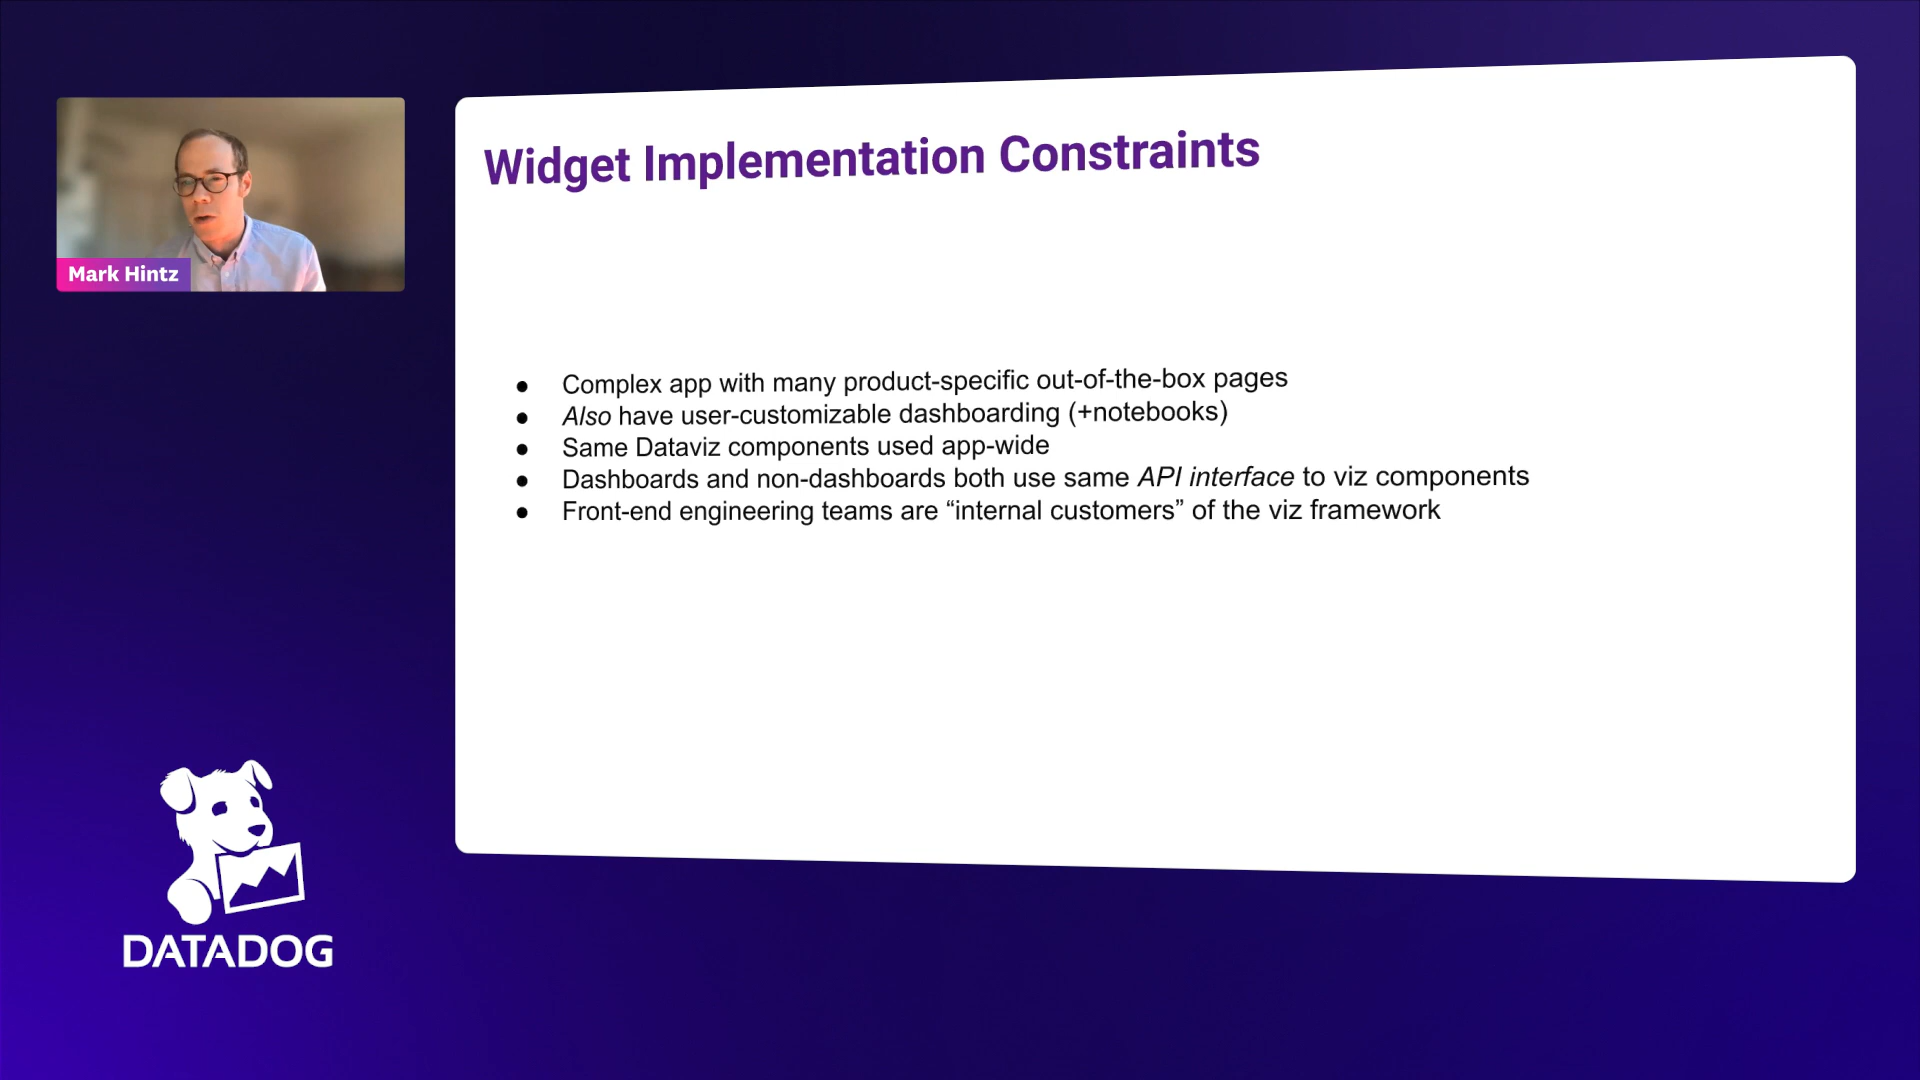 Widget Implementation Constraints
Mark Hintz
● Complex app with many product-specific out-of-the-box pages
● Also have user-customizable dashboarding (+notebooks)
● Same Dataviz components used app-wide
● Dashboards and non-dashboards both use same API interface to viz components
● Front-end engineering teams are “internal customers” of the viz framework
DATADOG